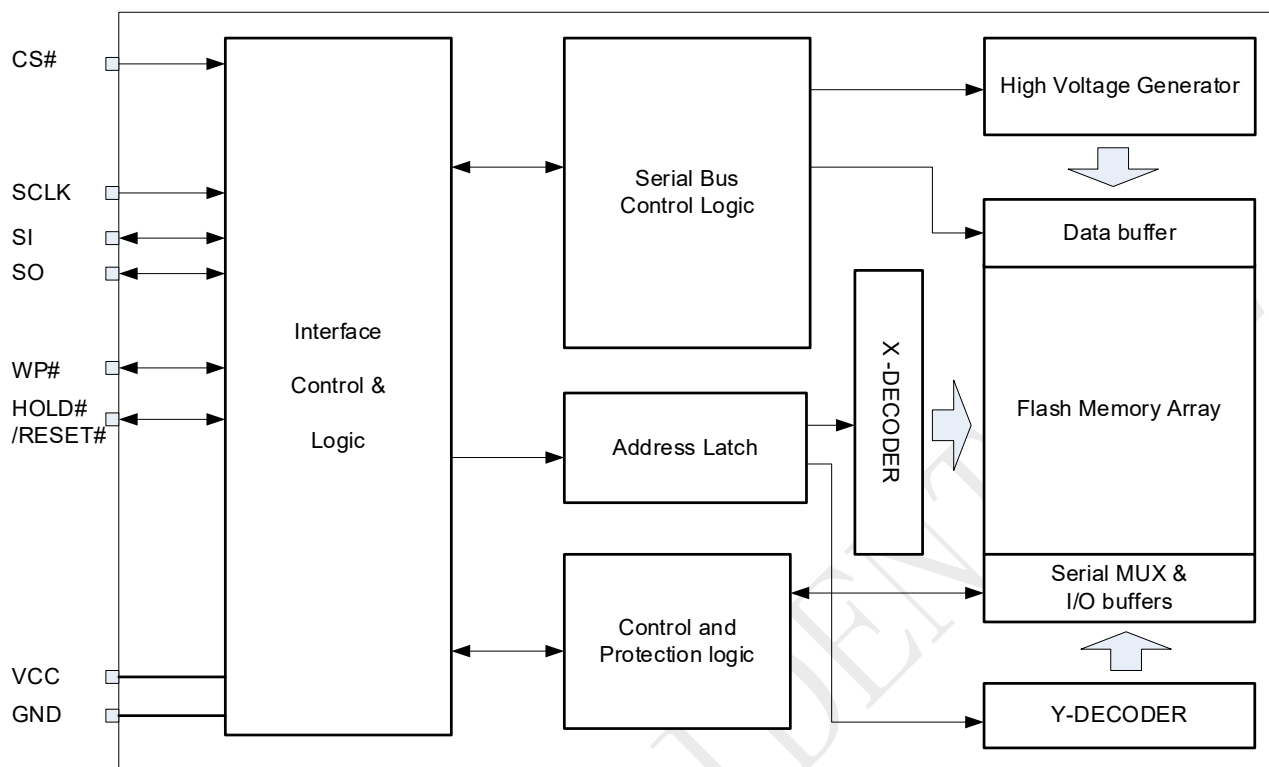 CS#
SCLK
SI
SO
WP#
HOLD#
/RESET#
VCC
GND
Interface
Control &
Logic
Serial Bus
Control Logic
Address Latch
Control and
Protection logic
X-DECODER
High Voltage Generator
Data buffer
Flash Memory Array
Serial MUX &
I/O buffers
Y-DECODER